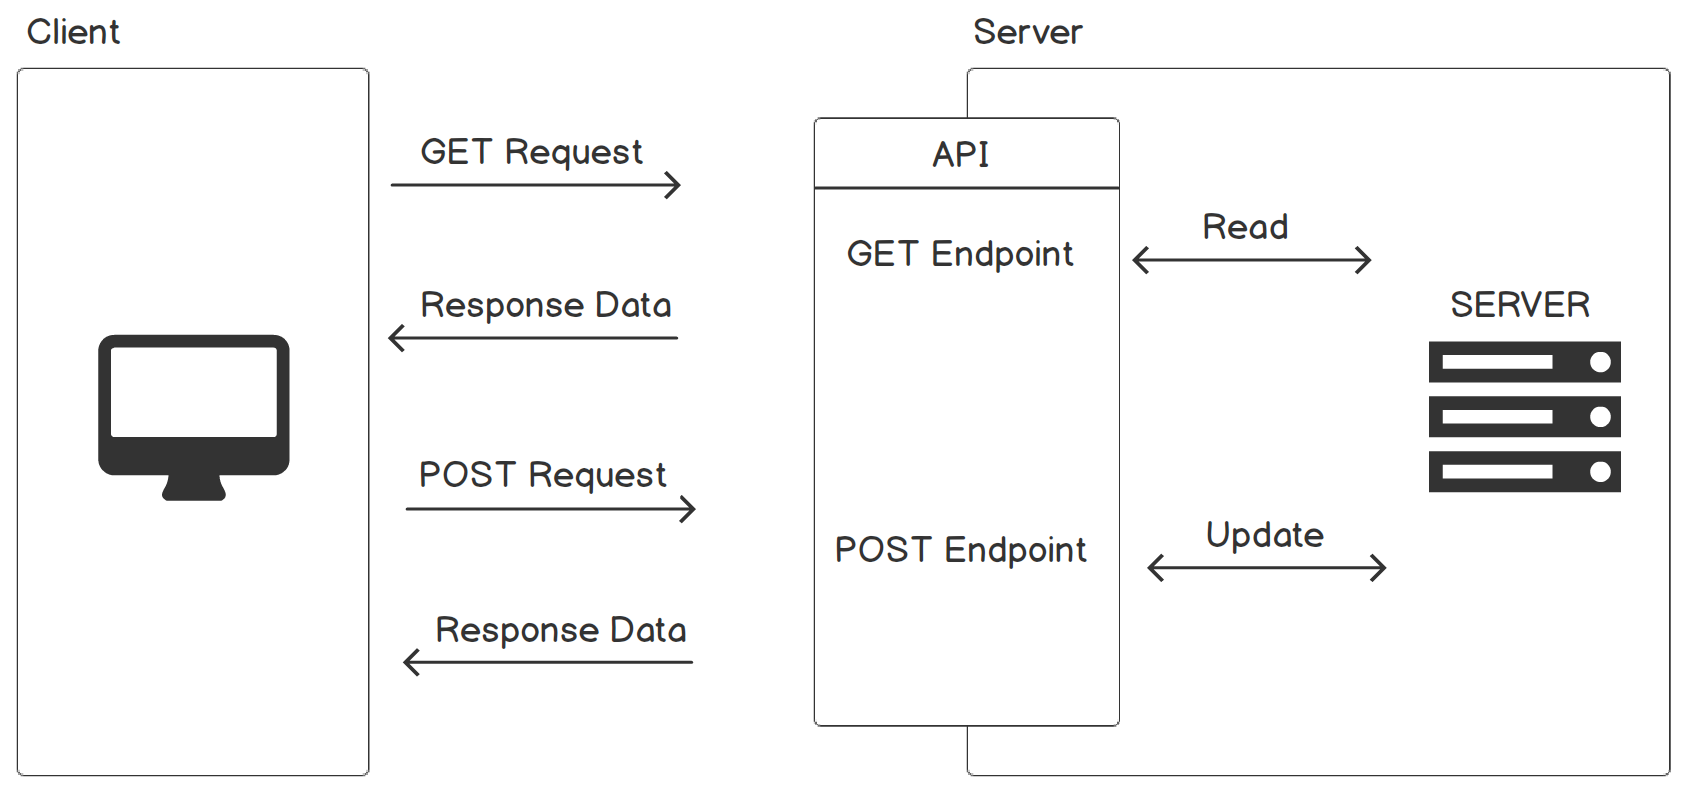 Client
Server
GET Request
API
GET Endpoint
Read
Response Data
SERVER
POST Request
POST Endpoint
Update
Response Data